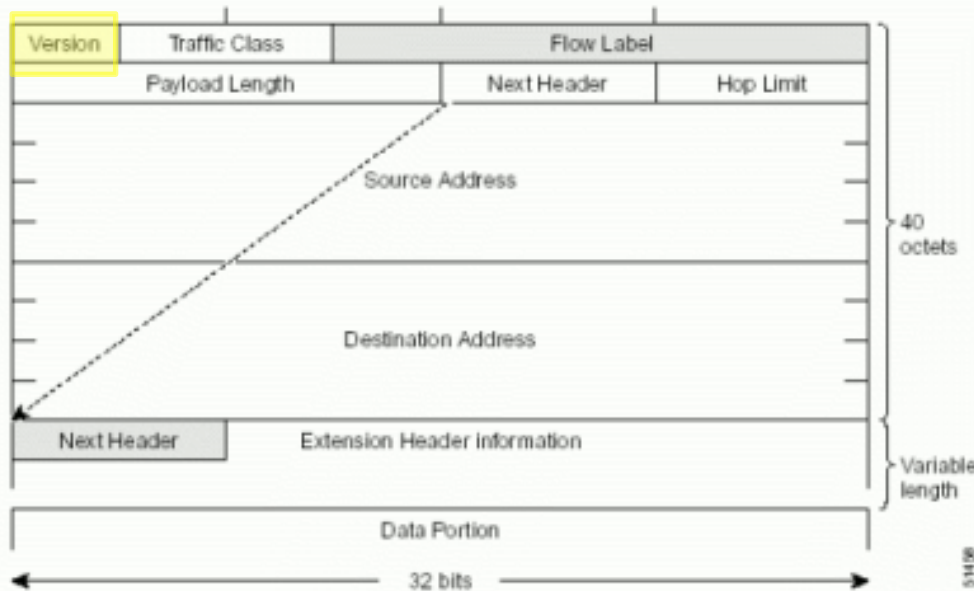 Version Traffic Class Flow Label
Payload Length Next Header Hop Limit
Source Address
40
octets
Destination Address
Next Header Extension Header information
Variable
length
Data Portion
32 bits